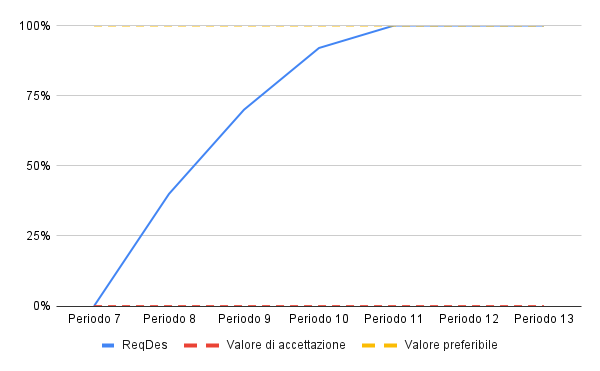 100%
75%
50%
25%
0%
Periodo 7 Periodo 8 Periodo 9 Periodo 10 Periodo 11 Periodo 12 Periodo 13
ReqDes Valore di accettazione Valore preferibile